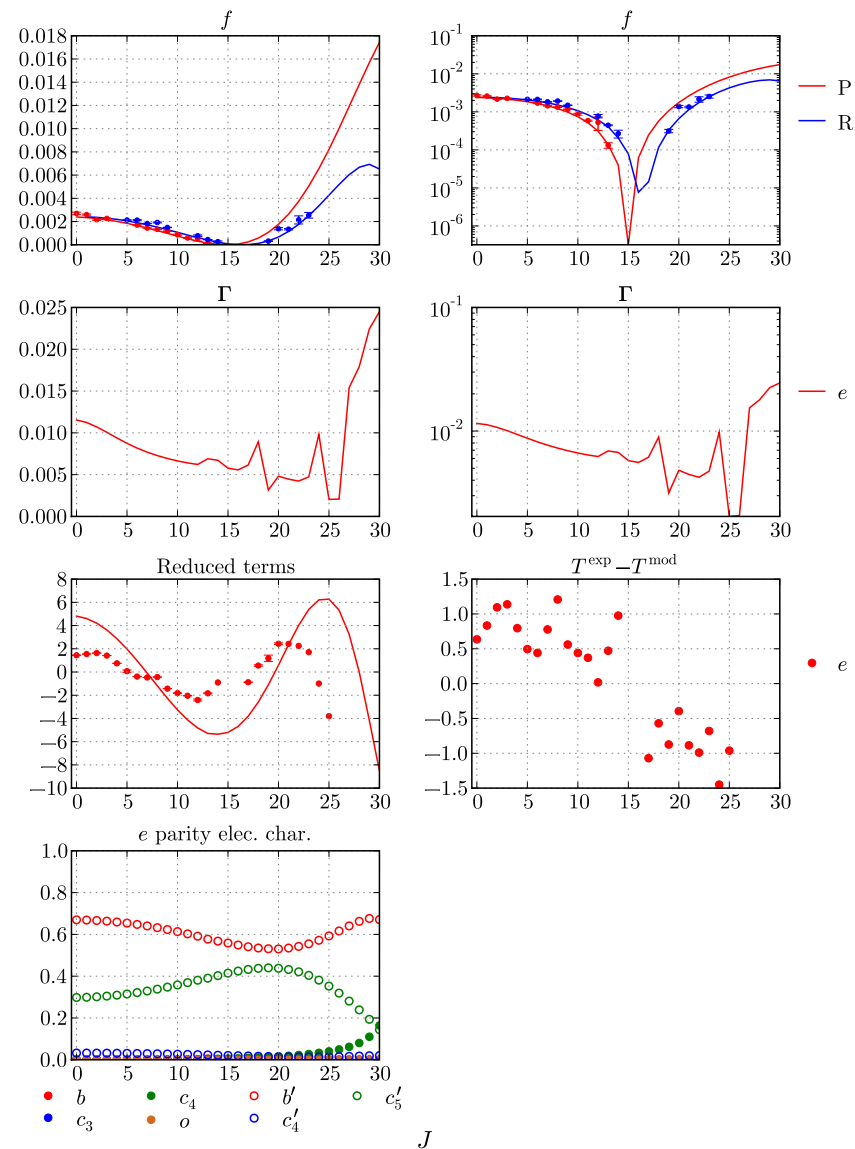 f
0.018
0.016
0.014
0.012
0.010
0.008
0.006
0.004
0.002
0.000
0 5 10 15 20 25 30
f
10^-1
10^-2
10^-3
10^-4
10^-5
10^-6
0 5 10 15 20 25 30
P
R
Γ
0.025
0.020
0.015
0.010
0.005
0.000
0 5 10 15 20 25 30
Γ
10^-1
10^-2
0 5 10 15 20 25 30
e
Reduced terms
8
6
4
2
0
−2
−4
−6
−8
−10
0 5 10 15 20 25 30
T^exp − T^mod
1.5
1.0
0.5
0.0
−0.5
−1.0
−1.5
0 5 10 15 20 25 30
e
e parity elec. char.
1.0
0.8
0.6
0.4
0.2
0.0
0 5 10 15 20 25 30
b c₄ b′ c′₅
c₃ o c′₄
J